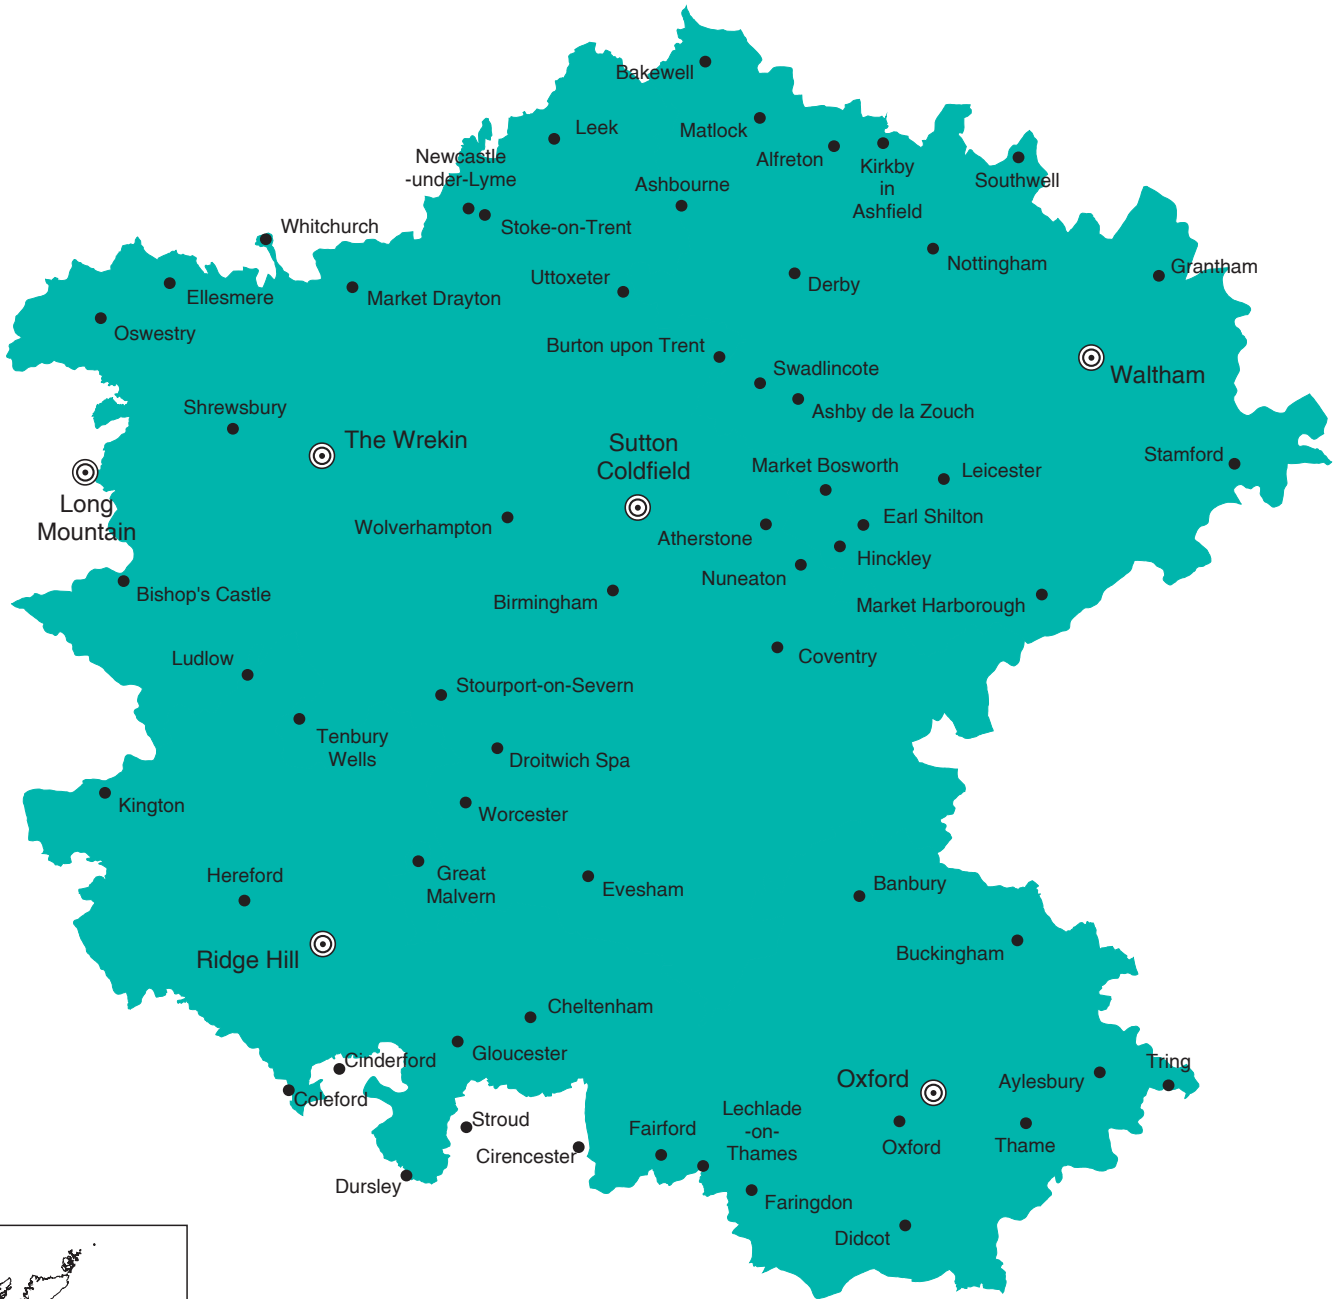 Bakewell
Leek
Matlock
Newcastle
-under-Lyme
Alfreton
Kirkby
in
Ashfield
Southwell
Ashbourne
Whitchurch
Stoke-on-Trent
Nottingham
Grantham
Uttoxeter
Derby
Ellesmere
Market Drayton
Oswestry
Burton upon Trent
Swadlincote
Waltham
Ashby de la Zouch
Shrewsbury
The Wrekin
Sutton
Coldfield
Market Bosworth
Leicester
Stamford
Long
Mountain
Wolverhampton
Atherstone
Earl Shilton
Hinckley
Nuneaton
Bishop's Castle
Birmingham
Market Harborough
Ludlow
Coventry
Stourport-on-Severn
Tenbury
Wells
Droitwich Spa
Kington
Worcester
Hereford
Great
Malvern
Evesham
Banbury
Ridge Hill
Buckingham
Cheltenham
Cinderford
Gloucester
Coleford
Oxford
Aylesbury
Tring
Stroud
Fairford
Lechlade
-on-
Thames
Oxford
Thame
Cirencester
Dursley
Faringdon
Didcot